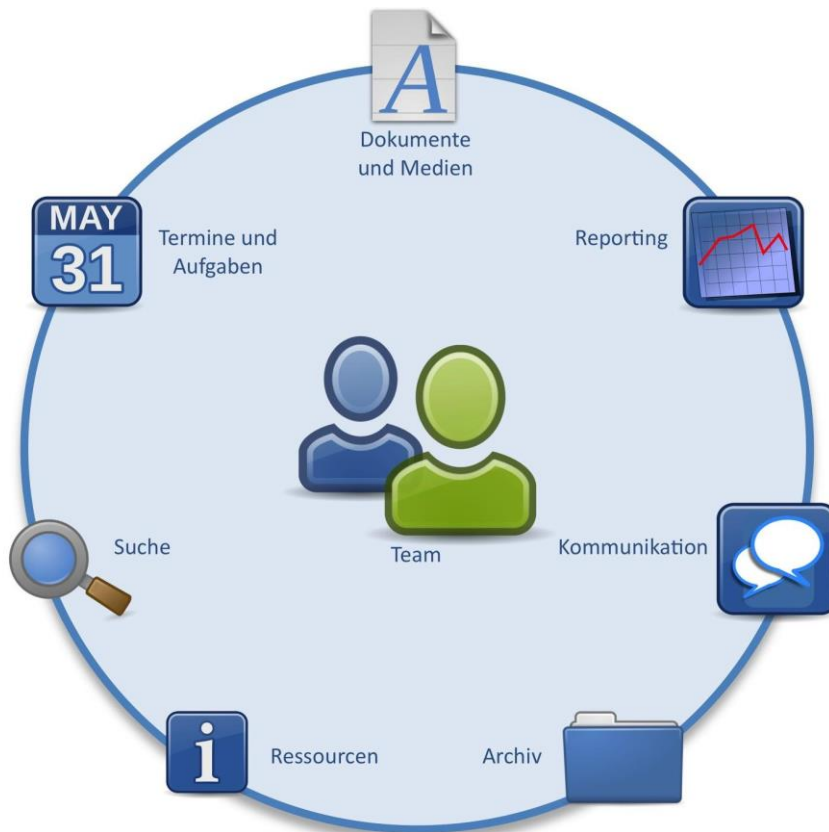 A
Dokumente
und Medien
MAY
31
Termine und
Aufgaben
Reporting
Suche
Team
Kommunikation
i
Ressourcen
Archiv